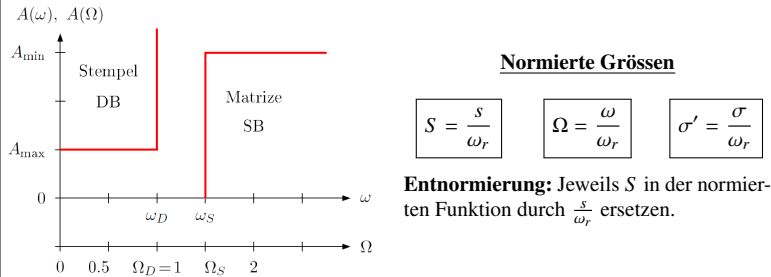 A(ω), A(Ω)
A_min
Stempel
DB
Matrize
SB
A_max
0
ω_D ω_S ω
Ω
0 0.5 Ω_D=1 Ω_S 2
Normierte Grössen
S = s/ω_r Ω = ω/ω_r σ′ = σ/ω_r
Entnormierung: Jeweils S in der normier-
ten Funktion durch s/ω_r ersetzen.